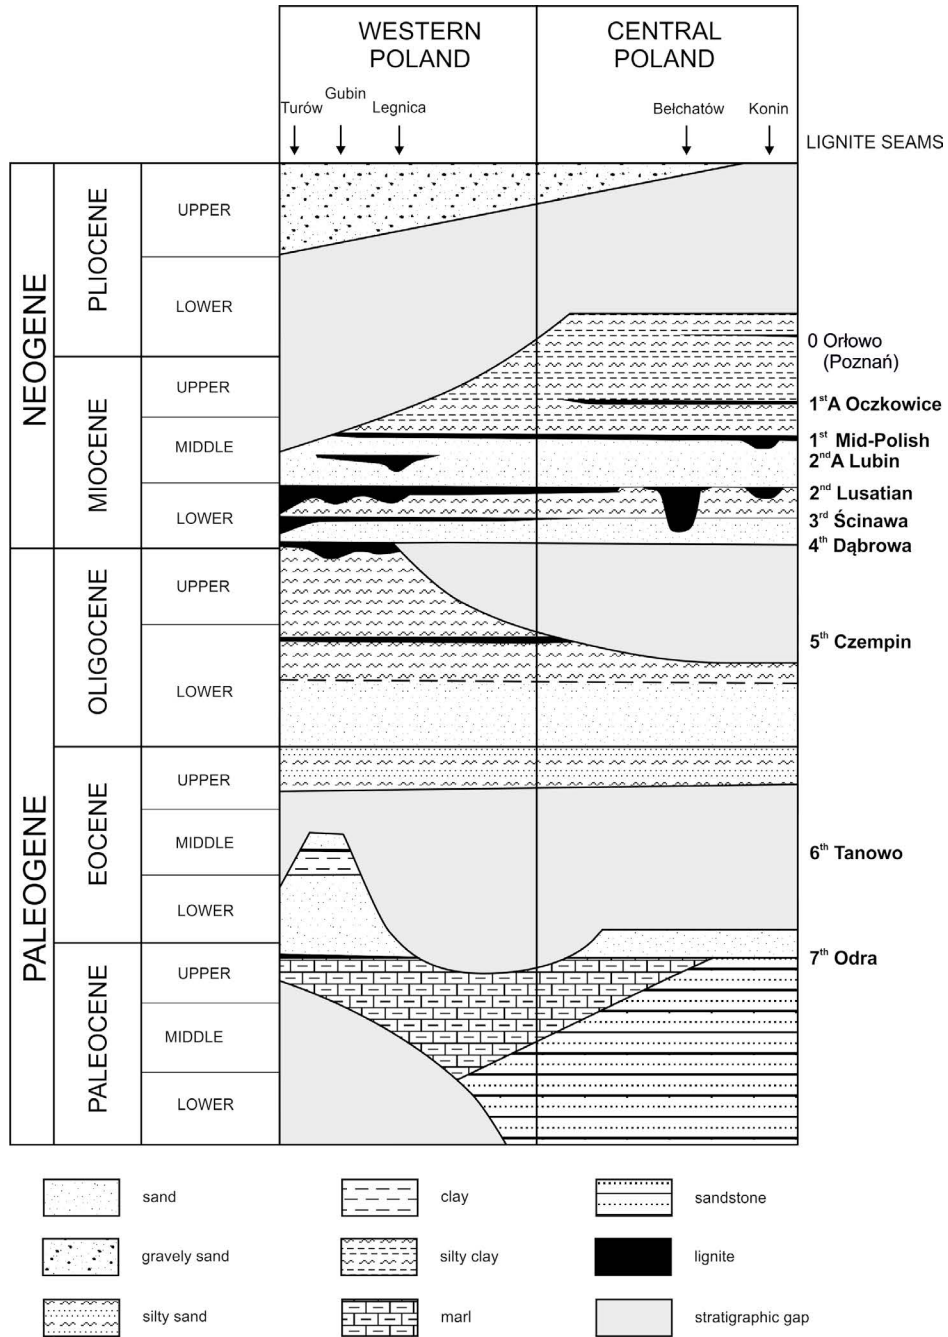 WESTERN
POLAND
CENTRAL
POLAND
Turów
Gubin
Legnica
Bełchatów
Konin
LIGNITE SEAMS
NEOGENE
PLIOCENE
UPPER
LOWER
MIOCENE
UPPER
MIDDLE
LOWER
PALEOGENE
OLIGOCENE
UPPER
LOWER
EOCENE
UPPER
MIDDLE
LOWER
PALEOCENE
UPPER
MIDDLE
LOWER
0 Orłowo
(Poznań)
1stA Oczkowice
1st Mid-Polish
2ndA Lubin
2nd Lusatian
3rd Ścinawa
4th Dąbrowa
5th Czempin
6th Tanowo
7th Odra
sand
clay
sandstone
gravely sand
silty clay
lignite
silty sand
marl
stratigraphic gap